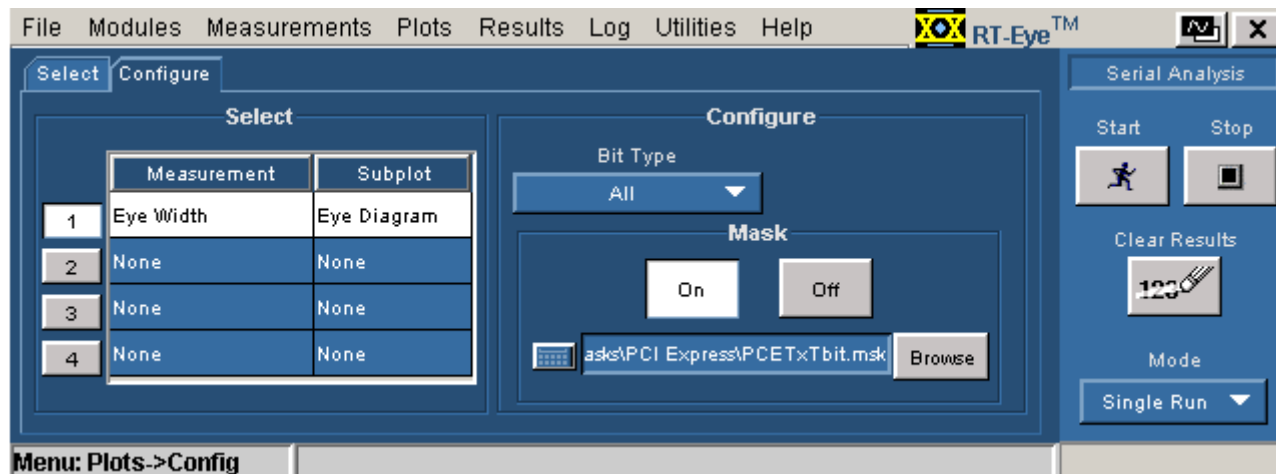 File Modules Measurements Plots Results Log Utilities Help RT-Eye™
Select Configure
Serial Analysis
Select
Configure
Start Stop
Bit Type
All
Measurement Subplot
1 Eye Width Eye Diagram
2 None None
3 None None
4 None None
Mask
On Off
asks\PCI Express\PCETxTbit.msk Browse
Clear Results
123
Mode
Single Run
Menu: Plots->Config